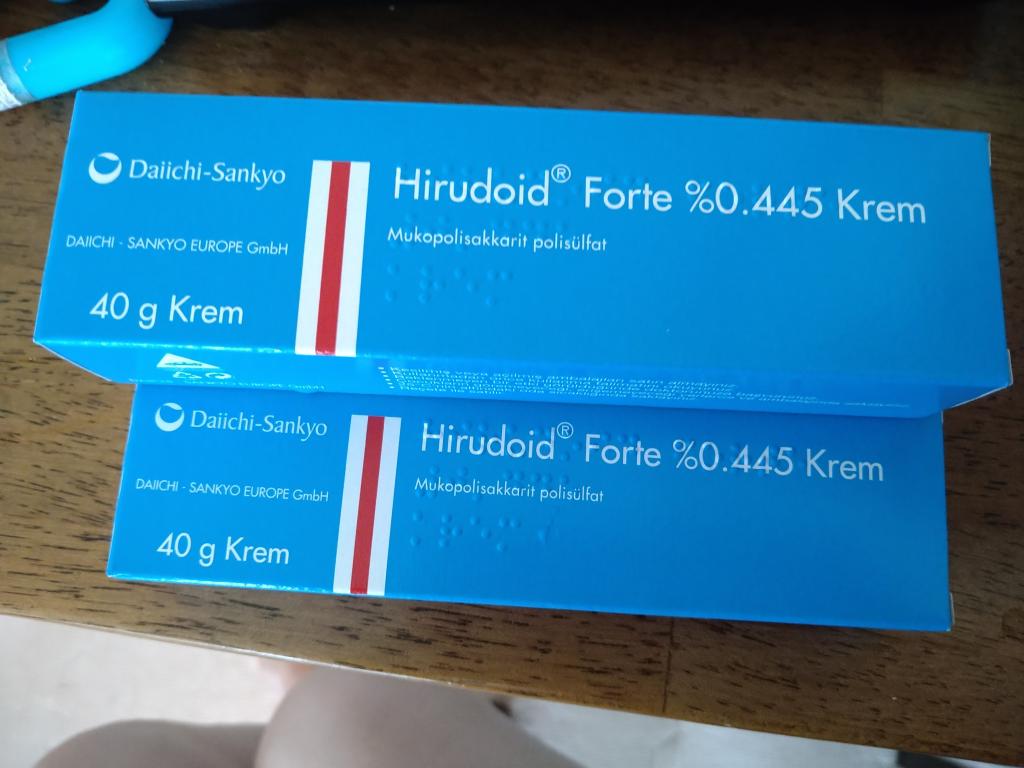 Daiichi-Sankyo
DAIICHI - SANKYO EUROPE GmbH
40 g Krem
Hirudoid® Forte %0.445 Krem
Mukopolisakkarit polisülfat
Daiichi-Sankyo
DAIICHI - SANKYO EUROPE GmbH
40 g Krem
Hirudoid® Forte %0.445 Krem
Mukopolisakkarit polisülfat